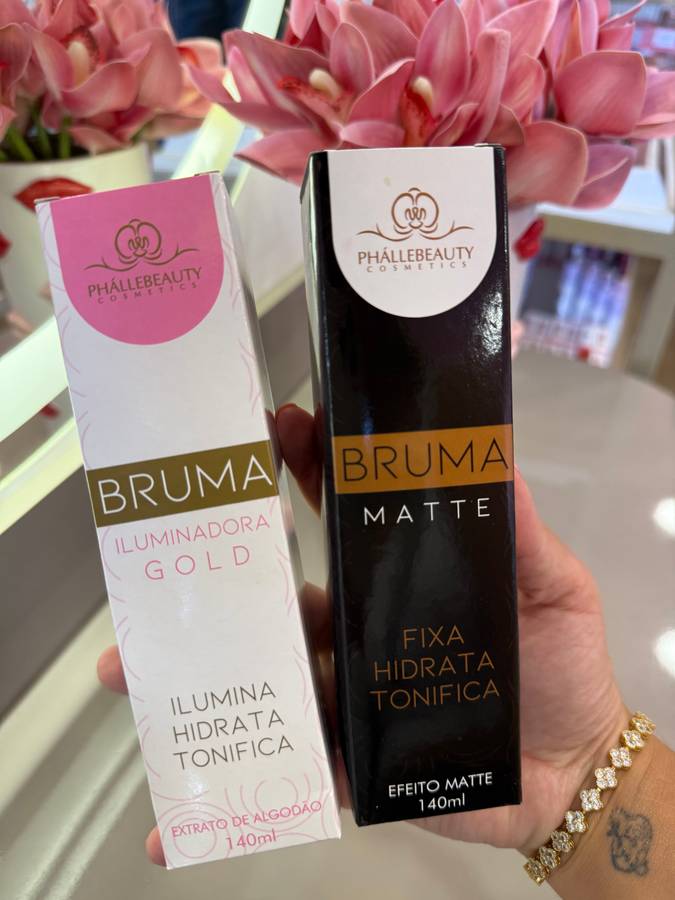 PHÁLLEBEAUTY
COSMETICS
BRUMA
ILUMINADORA
GOLD
ILUMINA
HIDRATA
TONIFICA
EXTRATO DE ALGODÃO
140ml
PHÁLLEBEAUTY
COSMETICS
BRUMA
MATTE
FIXA
HIDRATA
TONIFICA
EFEITO MATTE
140ml